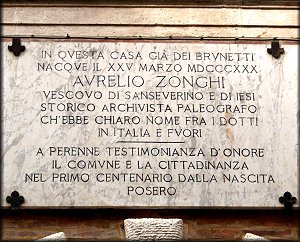 IN QVESTA CASA GIÀ DEI BRVNETTI
NACQVE IL XXV MARZO MDCCCXXX
AVRELIO ZONGHI
VESCOVO DI SANSEVERINO E DI JESI
STORICO ARCHIVISTA PALEOGRAFO
CH'EBBE CHIARO NOME FRA I DOTTI
IN ITALIA E FVORI
A PERENNE TESTIMONIANZA D'ONORE
IL COMVNE E LA CITTADINANZA
NEL PRIMO CENTENARIO DALLA NASCITA
POSERO